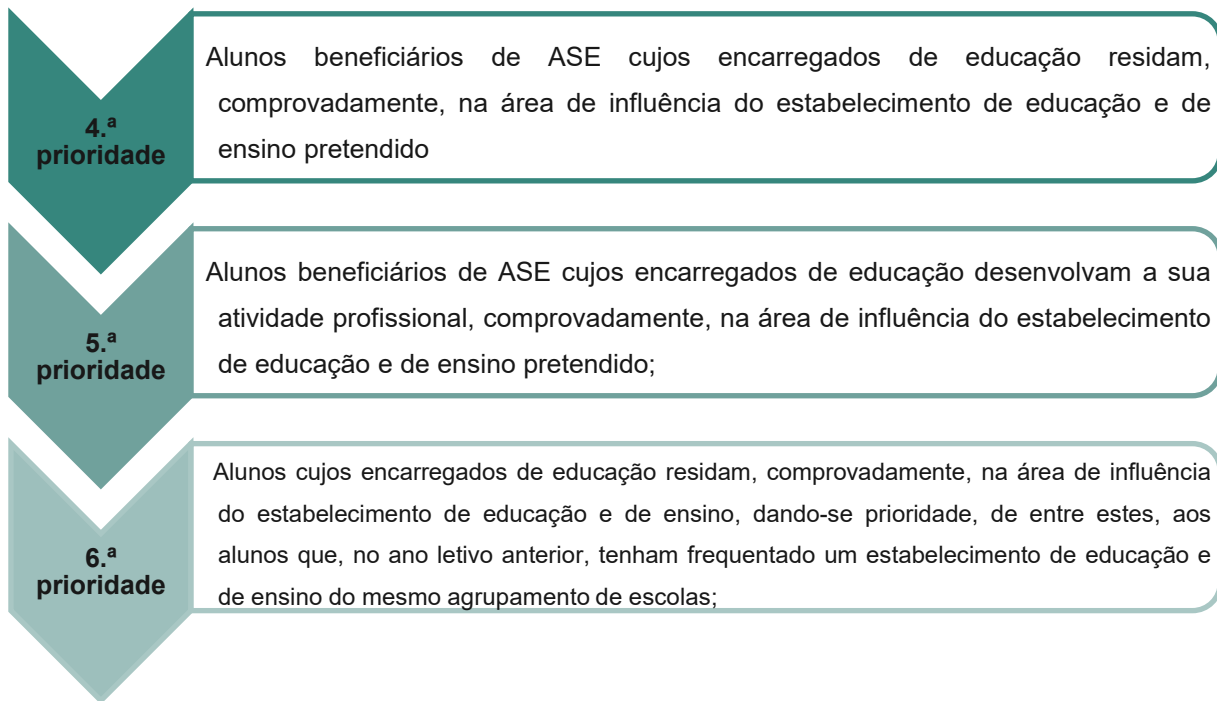 4.ª
prioridade
Alunos beneficiários de ASE cujos encarregados de educação residam,
comprovadamente, na área de influência do estabelecimento de educação e de
ensino pretendido
5.ª
prioridade
Alunos beneficiários de ASE cujos encarregados de educação desenvolvam a sua
atividade profissional, comprovadamente, na área de influência do estabelecimento
de educação e de ensino pretendido;
6.ª
prioridade
Alunos cujos encarregados de educação residam, comprovadamente, na área de influência
do estabelecimento de educação e de ensino, dando-se prioridade, de entre estes, aos
alunos que, no ano letivo anterior, tenham frequentado um estabelecimento de educação e
de ensino do mesmo agrupamento de escolas;